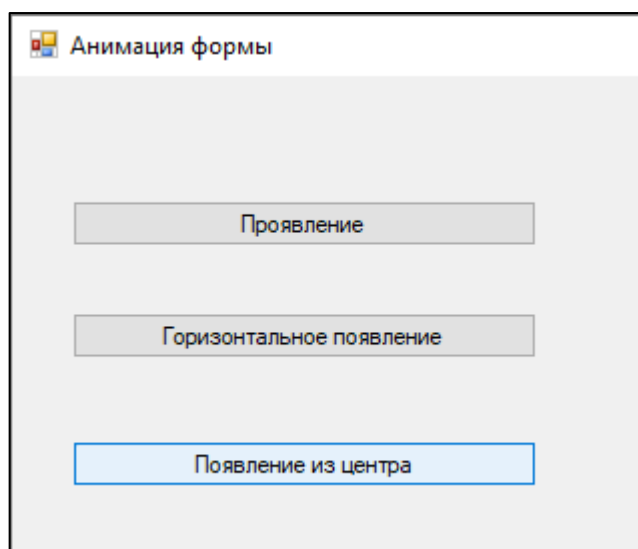 Анимация формы
Проявление
Горизонтальное появление
Появление из центра